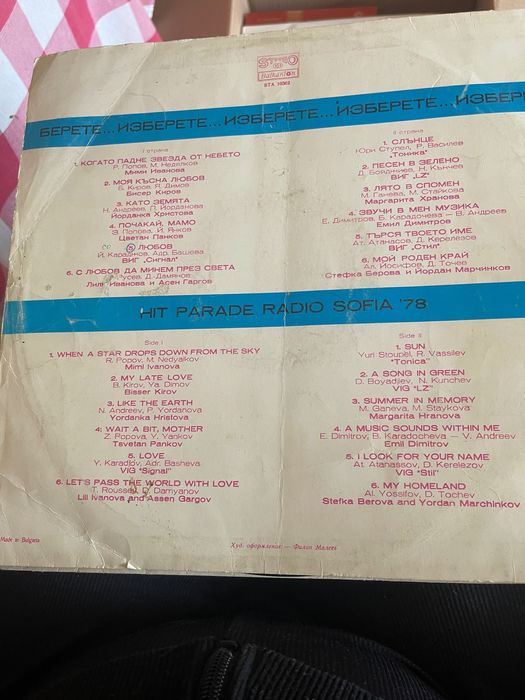 STEREO
balkanton
BTA 10302
БЕРЕТЕ... ИЗБЕРЕТЕ... ИЗБЕРЕТЕ... ИЗБЕРЕТЕ... ИЗБЕР
I страна
1. КОГАТО ПАДНЕ ЗВЕЗДА ОТ НЕБЕТО
Р. Попов, М. Недялков
Мими Иванова
2. МОЯ КЪСНА ЛЮБОВ
Б. Киров, Я. Димов
Бисер Киров
3. КАТО ЗЕМЯТА
Н. Андреев, П. Йорданова
Йорданка Христова
4. ПОЧАКАЙ, МАМО
З. Попова, Й. Янков
Цветан Панков
5. ЛЮБОВ
Й. Караджов, Адр. Башева
ВИГ „Сигнал"
6. С ЛЮБОВ ДА МИНЕМ ПРЕЗ СВЕТА
Русев, Д. Дамянов
Лили Иванова и Асен Гаргов
II страна
1. СЛЪНЦЕ
Юри Ступел, Р. Василев
„Тоника"
2. ПЕСЕН В ЗЕЛЕНО
Д. Бояджиев, Н. Кънчев
ВИГ „LZ"
3. ЛЯТО В СПОМЕН
М. Ганева, М. Стайкова
Маргарита Хранова
4. ЗВУЧИ В МЕН МУЗИКА
Е. Димитров, Б. Карадочева — В. Андреев
Емил Димитров
5. ТЪРСЯ ТВОЕТО ИМЕ
Ат. Атанасов, Д. Керелезов
ВИГ „Стил"
6. МОЙ РОДЕН КРАЙ
Ал. Йосифов, Д. Точев
Стефка Берова и Йордан Марчинков
HIT PARADE RADIO SOFIA '78
Side I
1. WHEN A STAR DROPS DOWN FROM THE SKY
R. Popov, M. Nedyalkov
Mimi Ivanova
2. MY LATE LOVE
B. Kirov, Ya. Dimov
Bisser Kirov
3. LIKE THE EARTH
N. Andreev, P. Yordanova
Yordanka Hristova
4. WAIT A BIT, MOTHER
Z. Popova, Y. Yankov
Tsvetan Pankov
5. LOVE
Y. Karadjov, Adr. Basheva
VIG "Signal"
6. LET'S PASS THE WORLD WITH LOVE
T. Roussev, D. Damyanov
Lili Ivanova and Assen Gargov
Side II
1. SUN
Yuri Stoupel, R. Vassilev
"Tonica"
2. A SONG IN GREEN
D. Boyadjiev, N. Kunchev
VIG "LZ"
3. SUMMER IN MEMORY
M. Ganeva, M. Staykova
Margarita Hranova
4. A MUSIC SOUNDS WITHIN ME
E. Dimitrov, B. Karadocheva — V. Andreev
Emil Dimitrov
5. I LOOK FOR YOUR NAME
At. Atanassov, D. Kerelezov
VIG "Stil"
6. MY HOMELAND
Al. Yossifov, D. Tochev
Stefka Berova and Yordan Marchinkov
Made in Bulgaria
Худ. оформление — Филип Малеев